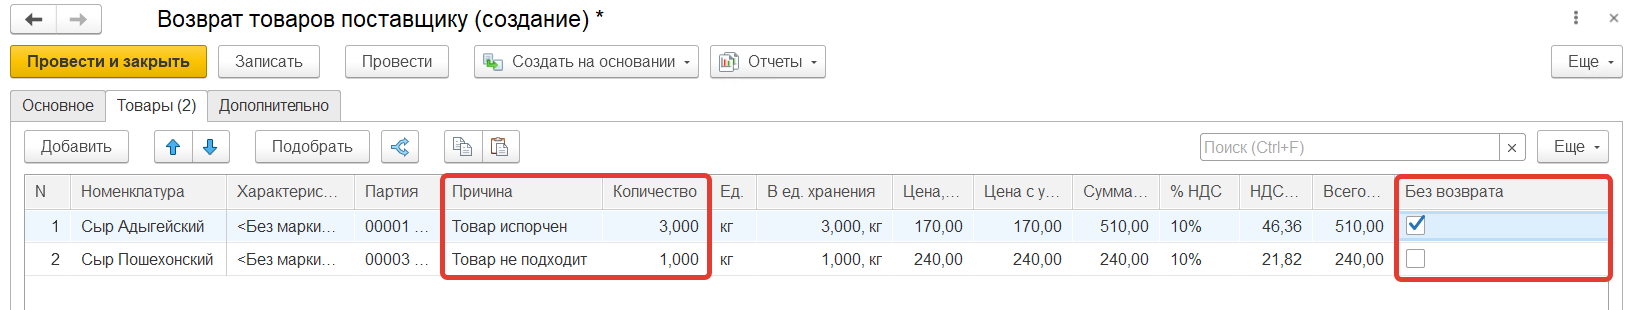 Возврат товаров поставщику (создание) *
Провести и закрыть Записать Провести Создать на основании Отчеты Еще
Основное Товары (2) Дополнительно
Добавить Подобрать Поиск (Ctrl+F) × Еще
N Номенклатура Характерис... Партия Причина Количество Ед. В ед. хранения Цена,... Цена с у... Сумма... % НДС НДС... Всего... Без возврата
1 Сыр Адыгейский <Без марки... 00001 ... Товар испорчен 3,000 кг 3,000, кг 170,00 170,00 510,00 10% 46,36 510,00
2 Сыр Пошехонский <Без марки... 00003 ... Товар не подходит 1,000 кг 1,000, кг 240,00 240,00 240,00 10% 21,82 240,00